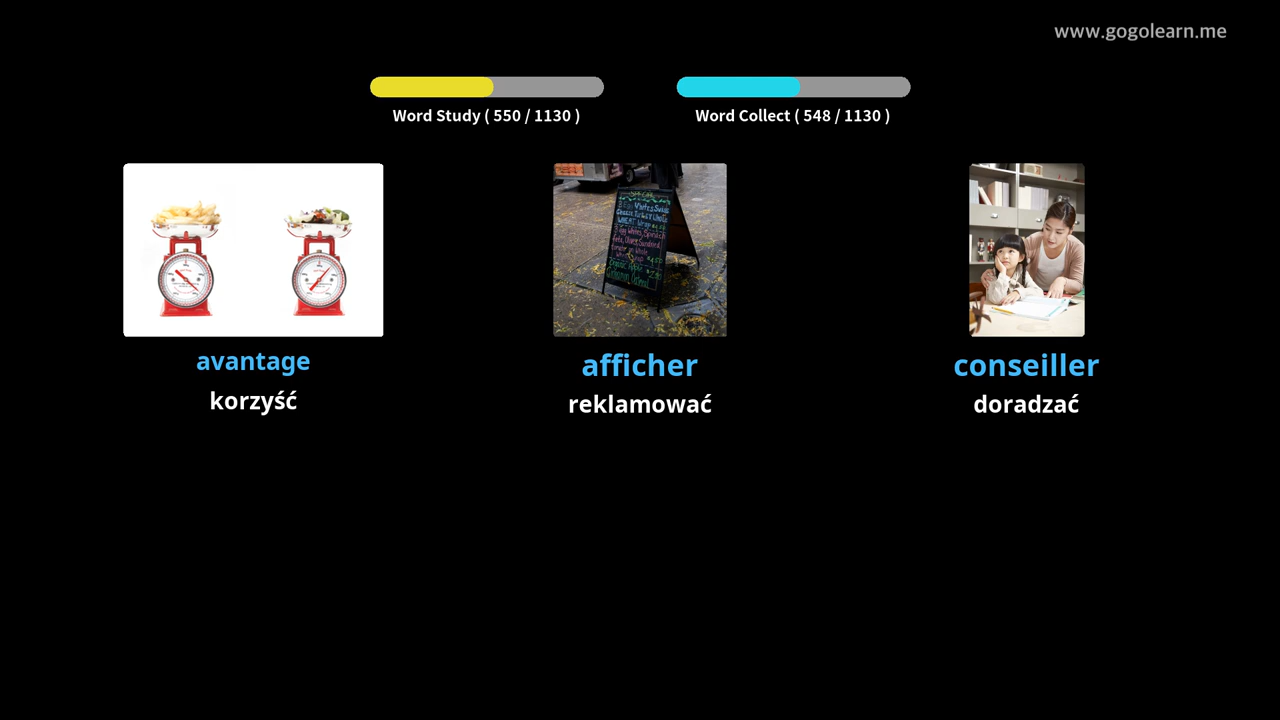 www.gogolearn.me
Word Study ( 550 / 1130 )
Word Collect ( 548 / 1130 )
avantage
korzyść
afficher
reklamować
conseiller
doradzać